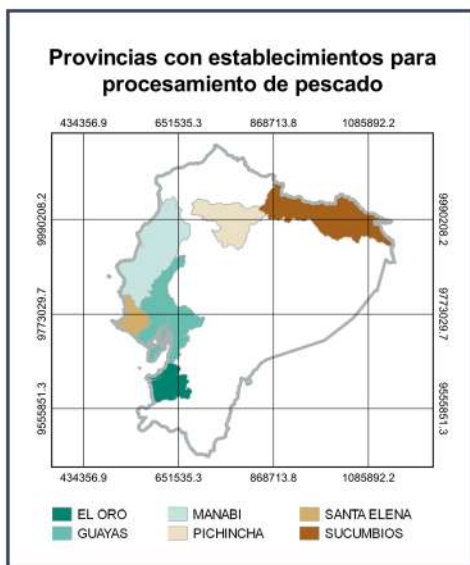 Provincias con establecimientos para
procesamiento de pescado
434356.9 651535.3 868713.8 1085892.2
9990208.2 9990208.2
9773029.7 9773029.7
9555851.3 9555851.3
434356.9 651535.3 868713.8 1085892.2
EL ORO MANABI SANTA ELENA
GUAYAS PICHINCHA SUCUMBIOS